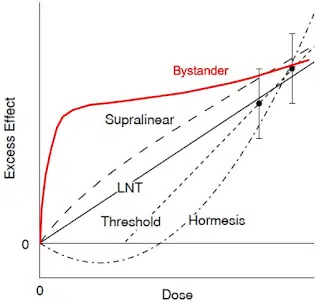 Bystander
Excess Effect
Supralinear
LNT
Threshold
Hormesis
0
0
Dose